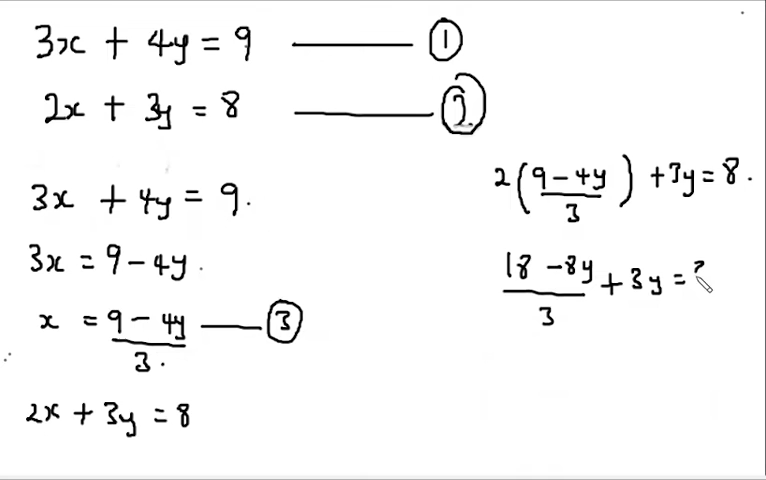 3x + 4y = 9 ——— ①
2x + 3y = 8 ——— ②
3x + 4y = 9.
3x = 9 - 4y.
x = (9 - 4y)/3. ——— ③
2x + 3y = 8
2((9 - 4y)/3) + 3y = 8.
(18 - 8y)/3 + 3y =